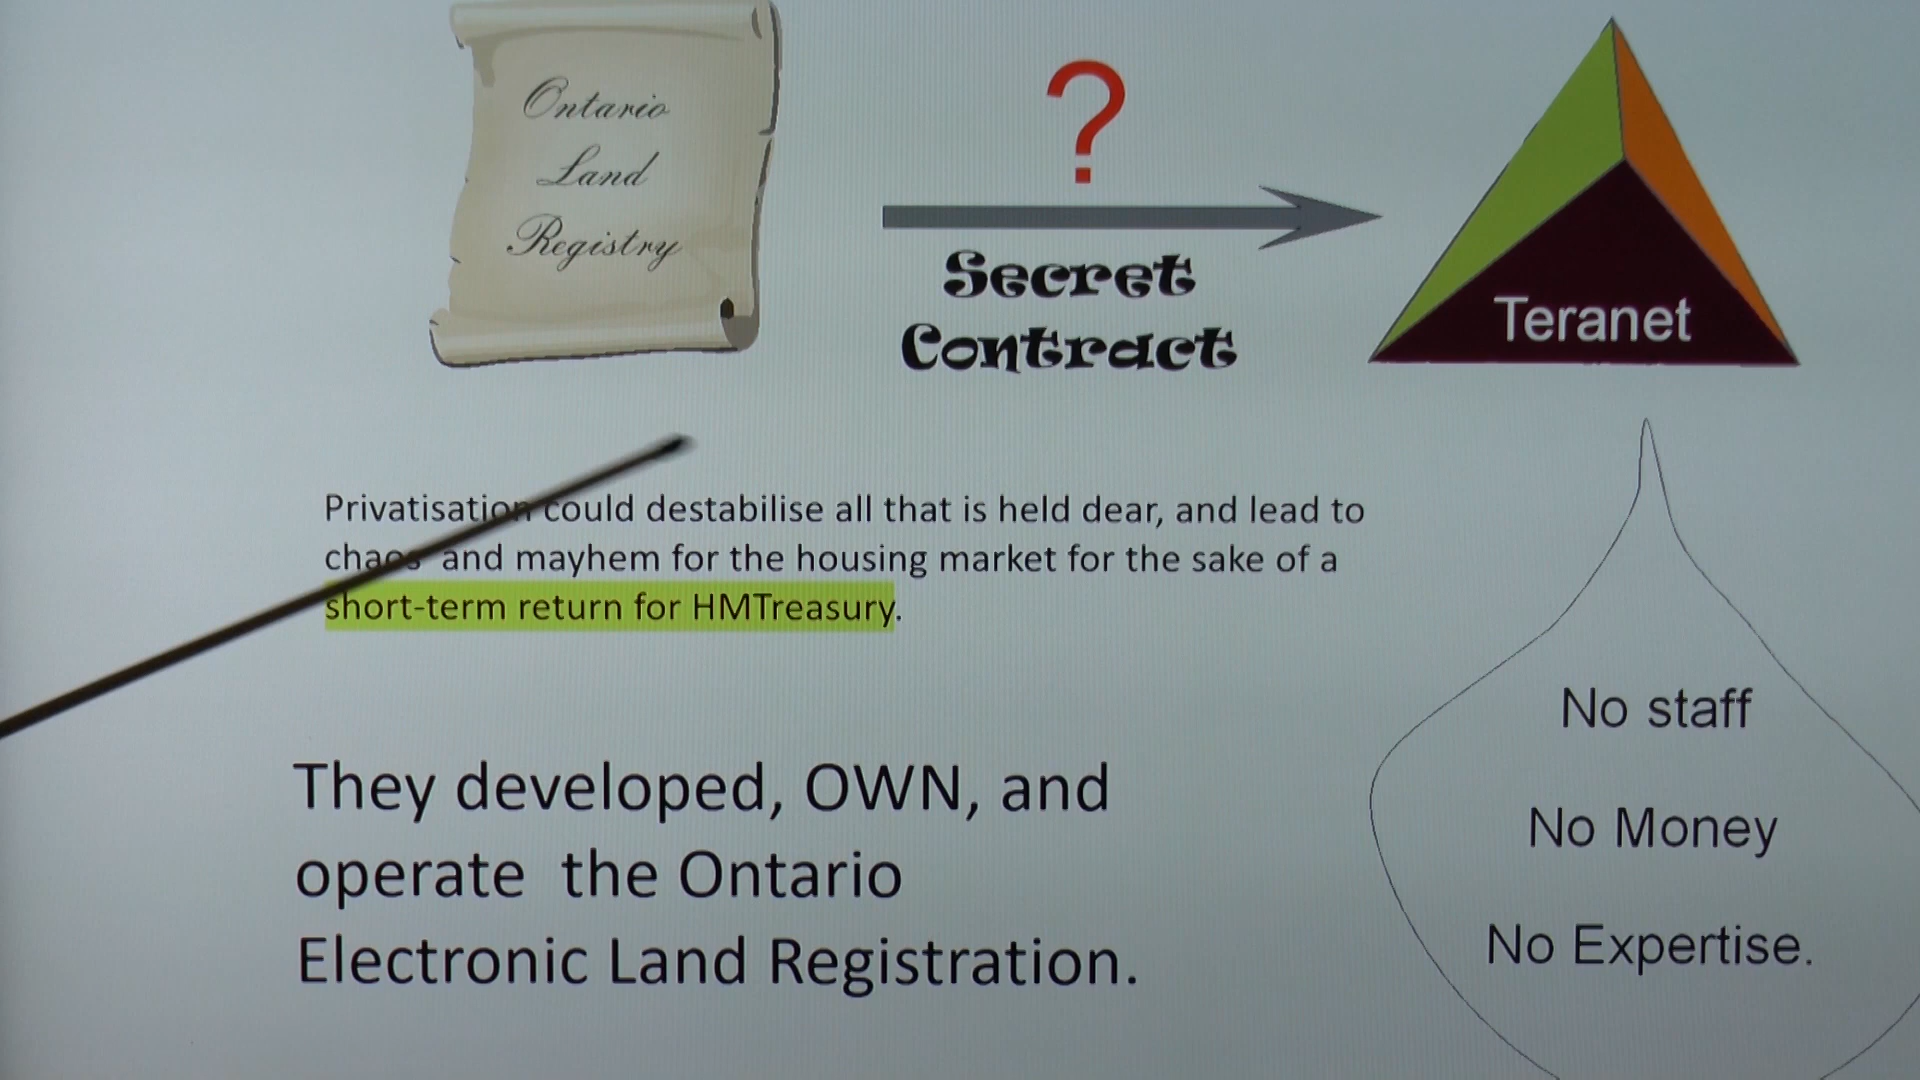 Ontario
Land
Registry
?
Secret
Contract
Teranet
Privatisation could destabilise all that is held dear, and lead to
chaos and mayhem for the housing market for the sake of a
short-term return for HMTreasury.
They developed, OWN, and
operate the Ontario
Electronic Land Registration.
No staff
No Money
No Expertise.